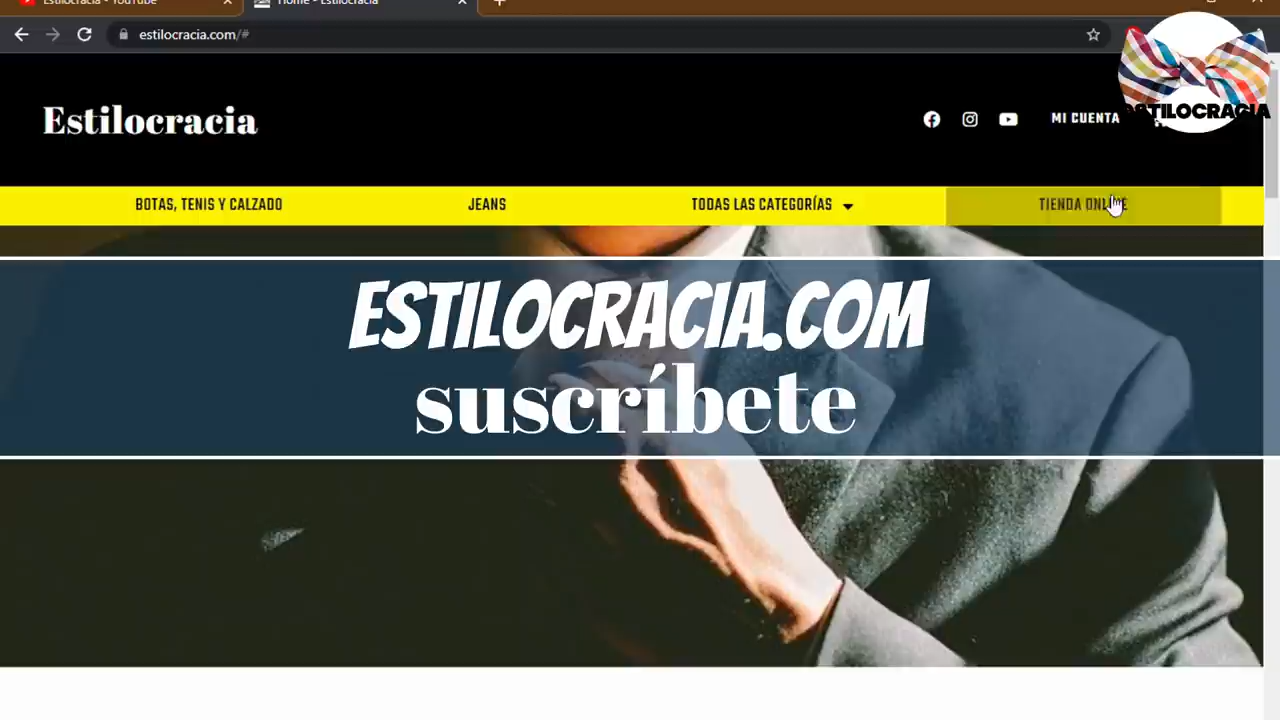 Estilocracia - YouTube
Home - Estilocracia
estilocracia.com/#
Estilocracia
MI CUENTA
ESTILOCRACIA
BOTAS, TENIS Y CALZADO
JEANS
TODAS LAS CATEGORÍAS
TIENDA ONLINE
ESTILOCRACIA.COM
suscríbete